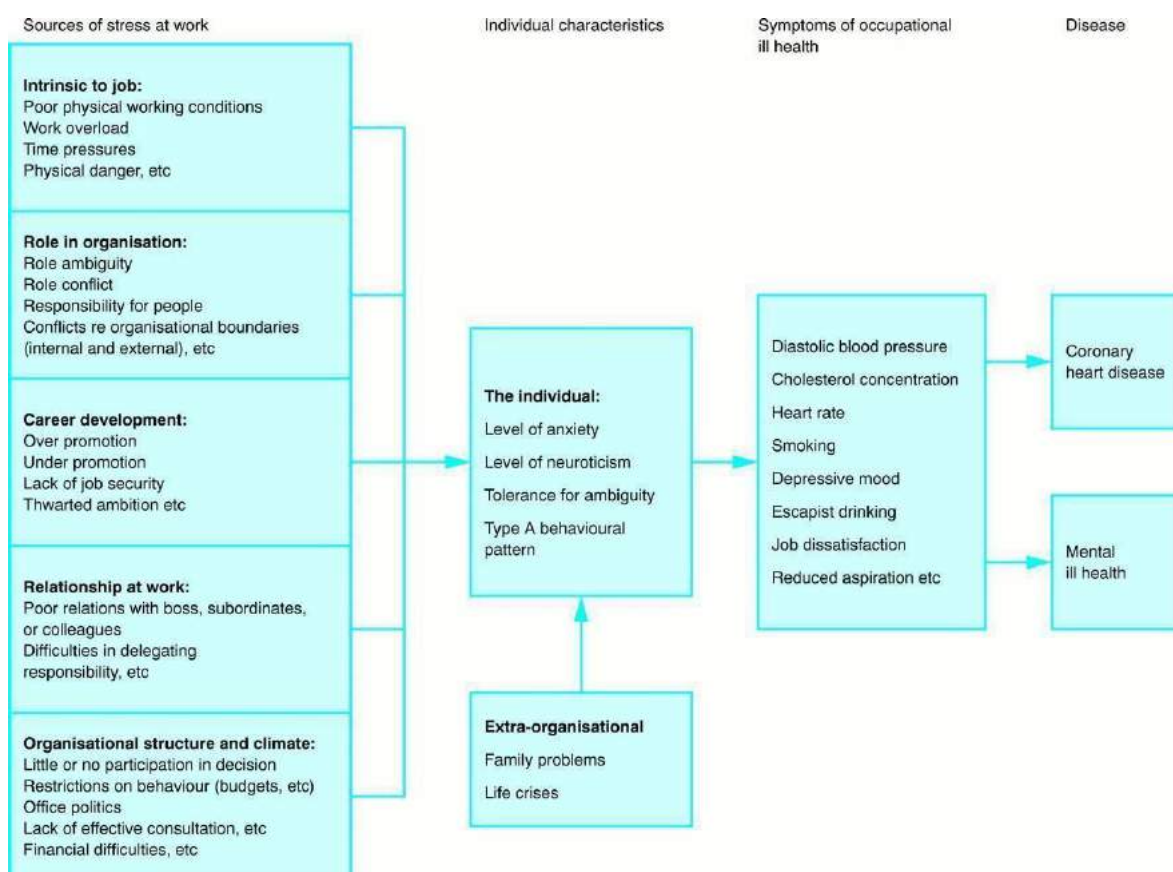 Sources of stress at work
Individual characteristics
Symptoms of occupational
ill health
Disease
Intrinsic to job:
Poor physical working conditions
Work overload
Time pressures
Physical danger, etc
Role in organisation:
Role ambiguity
Role conflict
Responsibility for people
Conflicts re organisational boundaries
(internal and external), etc
Career development:
Over promotion
Under promotion
Lack of job security
Thwarted ambition etc
Relationship at work:
Poor relations with boss, subordinates,
or colleagues
Difficulties in delegating
responsibility, etc
Organisational structure and climate:
Little or no participation in decision
Restrictions on behaviour (budgets, etc)
Office politics
Lack of effective consultation, etc
Financial difficulties, etc
The individual:
Level of anxiety
Level of neuroticism
Tolerance for ambiguity
Type A behavioural
pattern
Extra-organisational
Family problems
Life crises
Diastolic blood pressure
Cholesterol concentration
Heart rate
Smoking
Depressive mood
Escapist drinking
Job dissatisfaction
Reduced aspiration etc
Coronary
heart disease
Mental
ill health